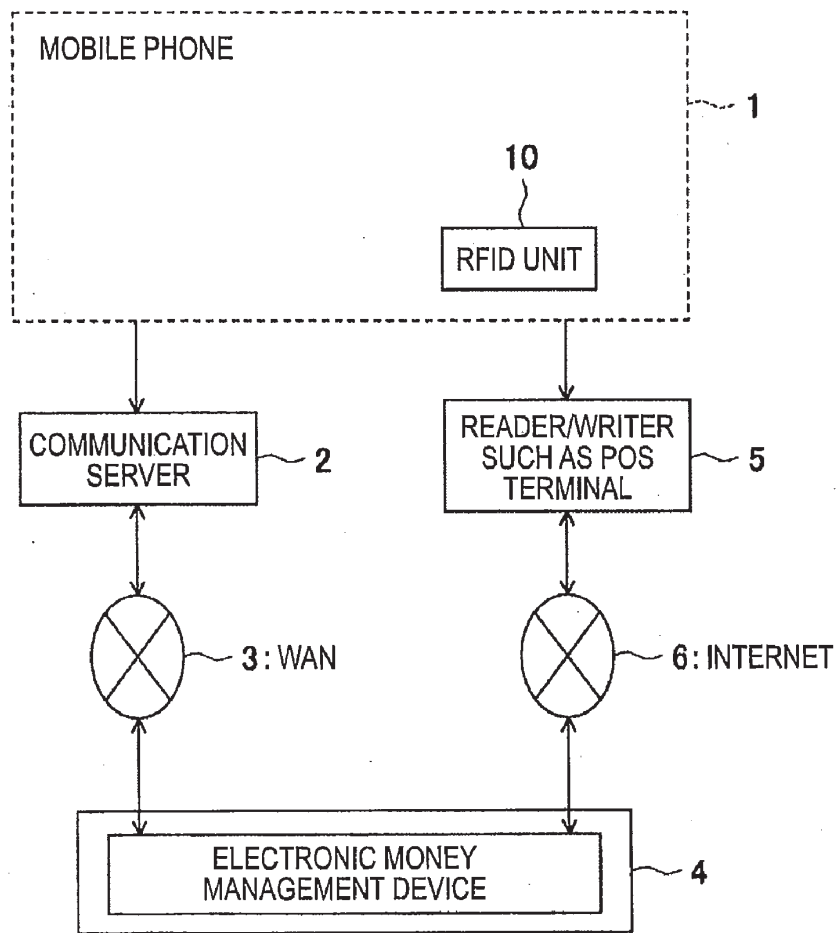 MOBILE PHONE
1
10
RFID UNIT
COMMUNICATION
SERVER
2
READER/WRITER
SUCH AS POS
TERMINAL
5
3: WAN
6: INTERNET
ELECTRONIC MONEY
MANAGEMENT DEVICE
4